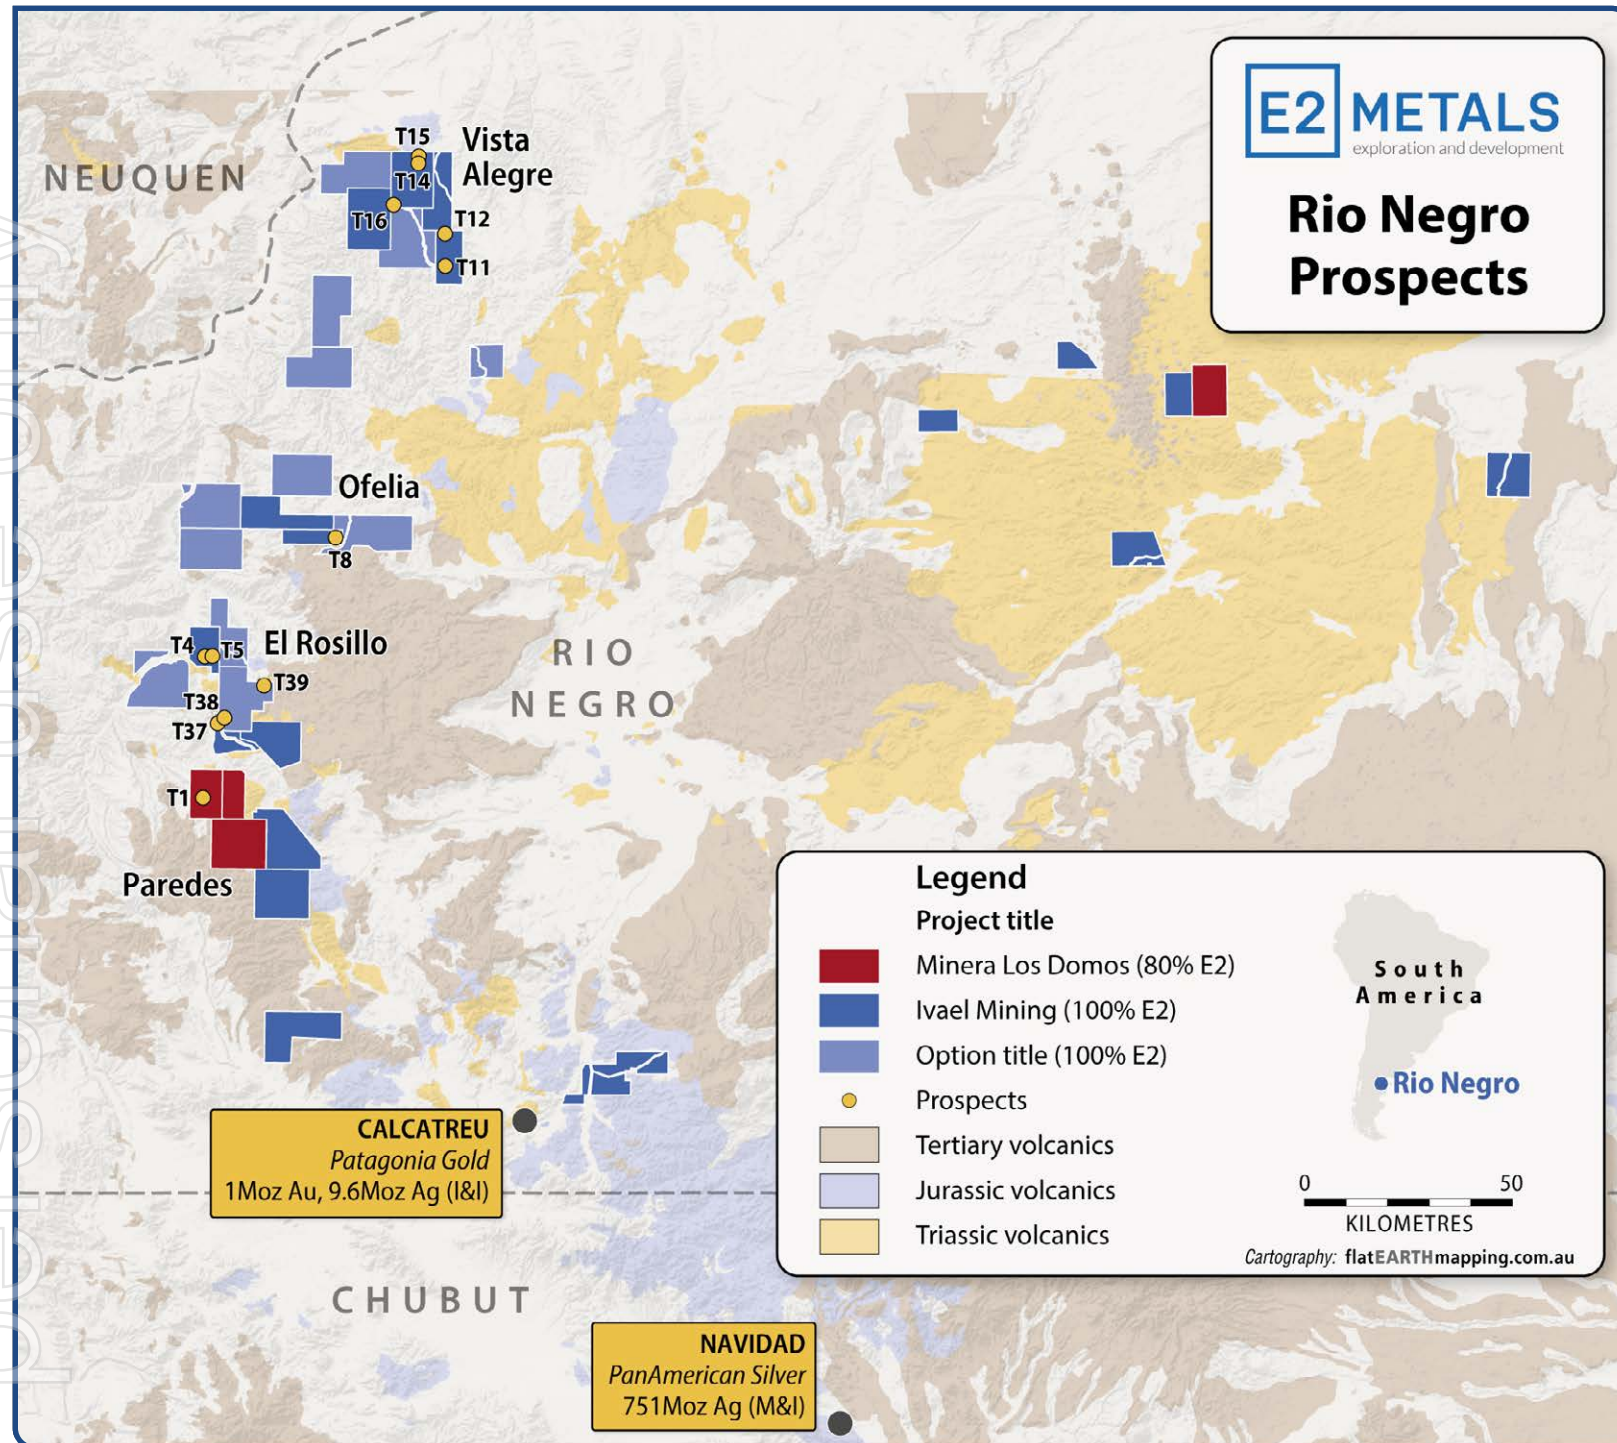 E2 METALS
exploration and development
Rio Negro
Prospects
NEUQUEN
T15
Vista
Alegre
T14
T16
T12
T11
Ofelia
T8
T4
T5
El Rosillo
T39
T38
T37
RIO
NEGRO
T1
Paredes
CALCATREU
Patagonia Gold
1Moz Au, 9.6Moz Ag (I&I)
CHUBUT
NAVIDAD
PanAmerican Silver
751Moz Ag (M&I)
Legend
Project title
Minera Los Domos (80% E2)
Ivael Mining (100% E2)
Option title (100% E2)
Prospects
Tertiary volcanics
Jurassic volcanics
Triassic volcanics
South
America
Rio Negro
0 50
KILOMETRES
Cartography: flatEARTHmapping.com.au